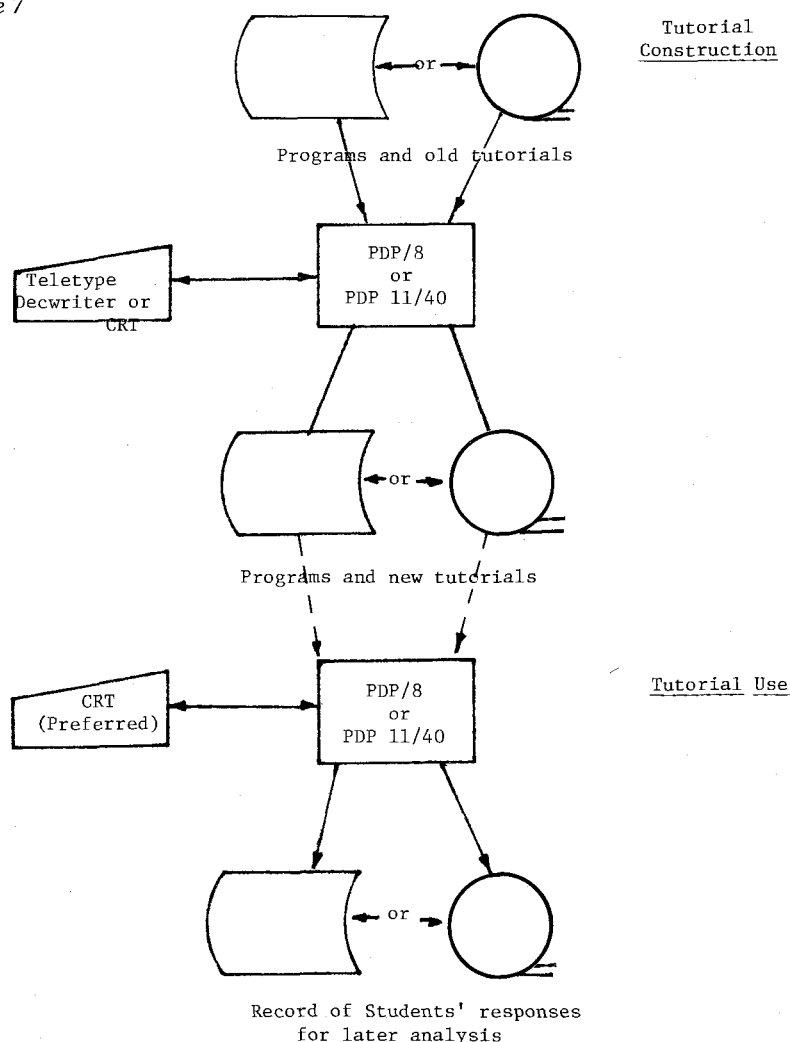 Tutorial
Construction
or
Programs and old tutorials
PDP/8
or
PDP 11/40
Teletype
Decwriter or
CRT
or
Programs and new tutorials
Tutorial Use
PDP/8
or
PDP 11/40
CRT
(Preferred)
or
Record of Students' responses
for later analysis